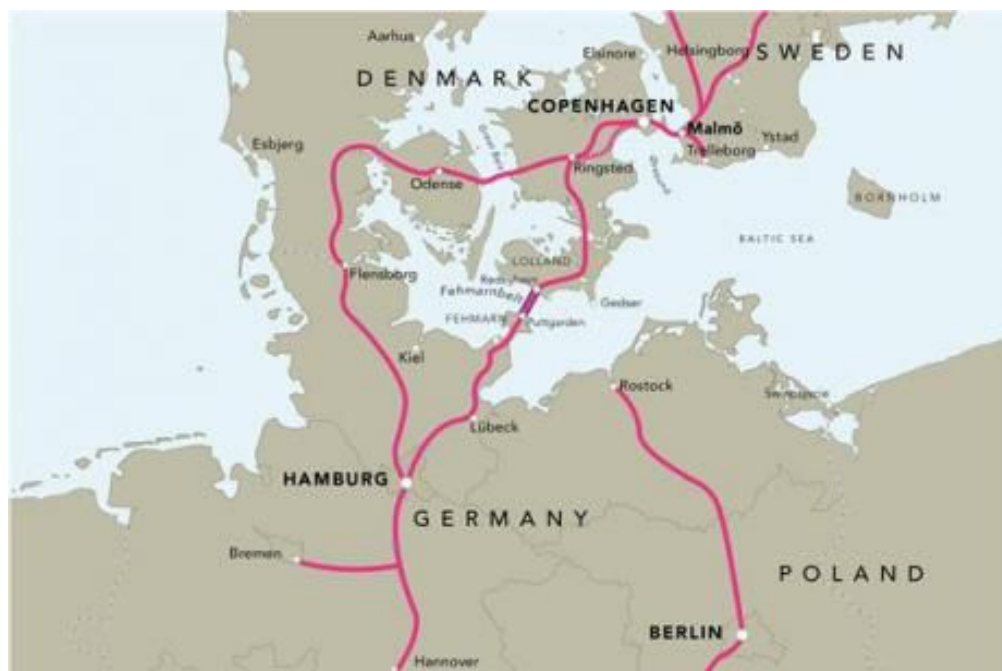 Aarhus
Elsinore
Helsingborg
SWEDEN
DENMARK
COPENHAGEN
Malmö
Ystad
Trelleborg
Esbjerg
Ringsted
Odense
Øresund
BORNHOLM
BALTIC SEA
LOLLAND
Flensborg
Fehmarnbelt
Gedser
FEHMARN
Puttgarden
Kiel
Rostock
Lübeck
HAMBURG
GERMANY
Bremen
POLAND
BERLIN
Hannover